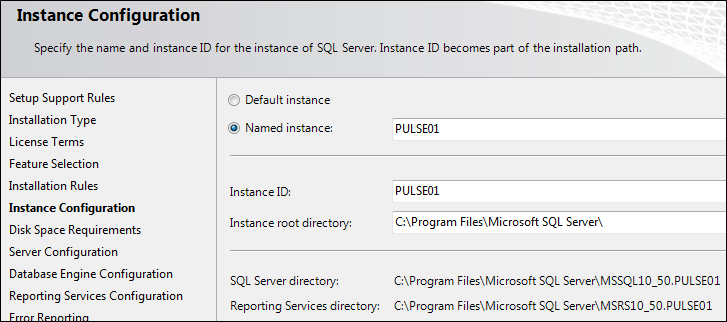 Instance Configuration
Specify the name and instance ID for the instance of SQL Server. Instance ID becomes part of the installation path.
Setup Support Rules
Installation Type
License Terms
Feature Selection
Installation Rules
Instance Configuration
Disk Space Requirements
Server Configuration
Database Engine Configuration
Reporting Services Configuration
Error Reporting
Default instance
Named instance: PULSE01
Instance ID: PULSE01
Instance root directory: C:\Program Files\Microsoft SQL Server\
SQL Server directory: C:\Program Files\Microsoft SQL Server\MSSQL10_50.PULSE01
Reporting Services directory: C:\Program Files\Microsoft SQL Server\MSRS10_50.PULSE01